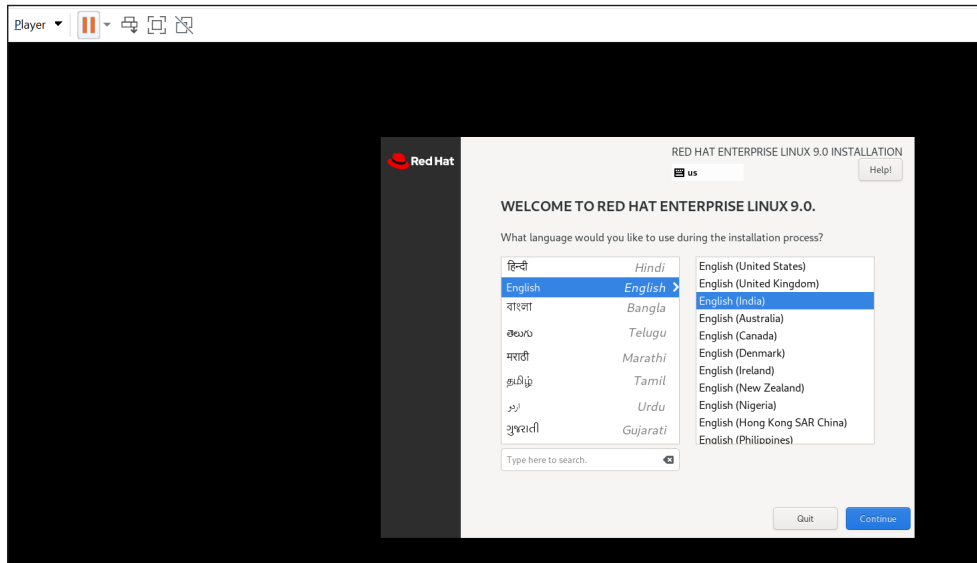 Player
Red Hat
RED HAT ENTERPRISE LINUX 9.0 INSTALLATION
us
Help!
WELCOME TO RED HAT ENTERPRISE LINUX 9.0.
What language would you like to use during the installation process?
हिन्दी Hindi
English English
বাংলা Bangla
తెలుగు Telugu
मराठी Marathi
தமிழ் Tamil
اردو Urdu
ગુજરાતી Gujarati
Type here to search.
English (United States)
English (United Kingdom)
English (India)
English (Australia)
English (Canada)
English (Denmark)
English (Ireland)
English (New Zealand)
English (Nigeria)
English (Hong Kong SAR China)
English (Philippines)
Quit
Continue